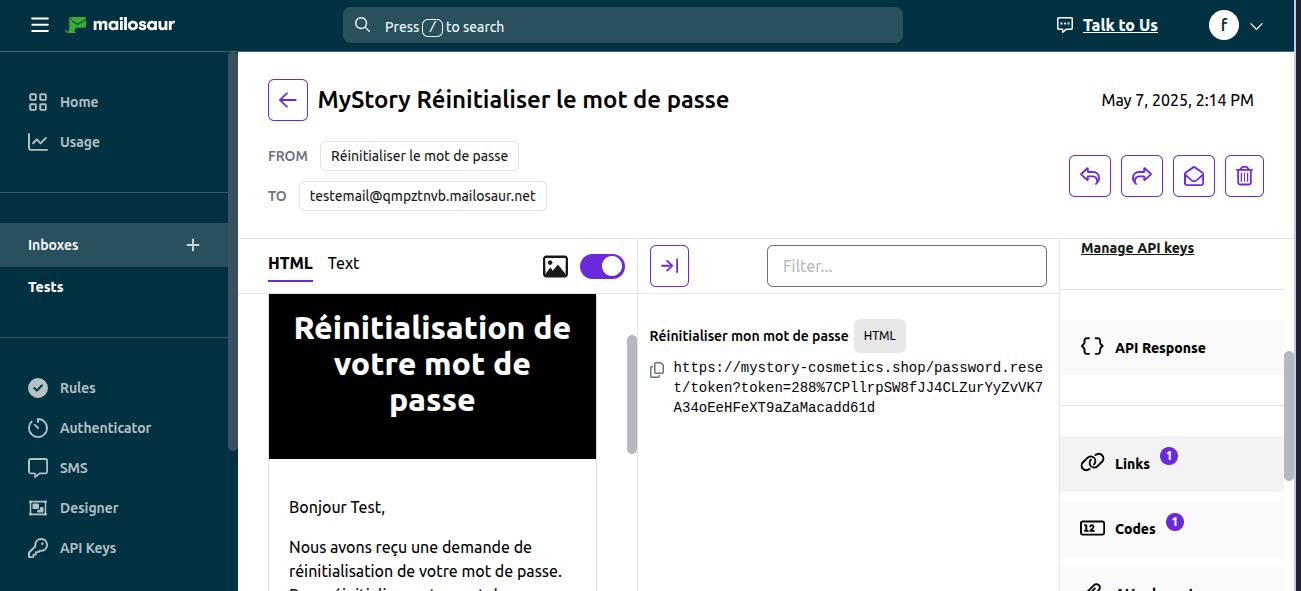 mailosaur
Press / to search
Talk to Us
f
Home
Usage
Inboxes
Tests
Rules
Authenticator
SMS
Designer
API Keys
MyStory Réinitialiser le mot de passe
May 7, 2025, 2:14 PM
FROM Réinitialiser le mot de passe
TO testemail@qmpztnvb.mailosaur.net
HTML Text
Réinitialisation de
votre mot de
passe
Bonjour Test,
Nous avons reçu une demande de
réinitialisation de votre mot de passe.
Filter...
Réinitialiser mon mot de passe HTML
https://mystory-cosmetics.shop/password.rese
t/token?token=288%7CPllrpSW8fJJ4CLZurYyZvVK7
A34oEeHFeXT9aZaMacadd61d
Manage API keys
{} API Response
Links 1
12 Codes 1